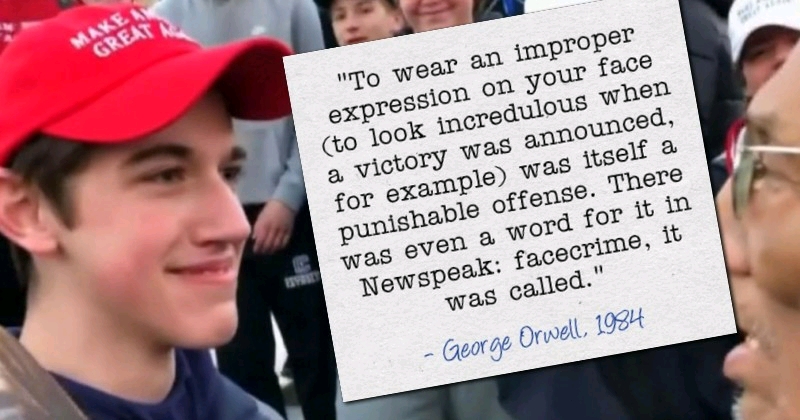 MAKE A
GREAT AGA
"To wear an improper
expression on your face
(to look incredulous when
a victory was announced,
for example) was itself a
punishable offense. There
was even a word for it in
Newspeak: facecrime, it
was called."
- George Orwell, 1984